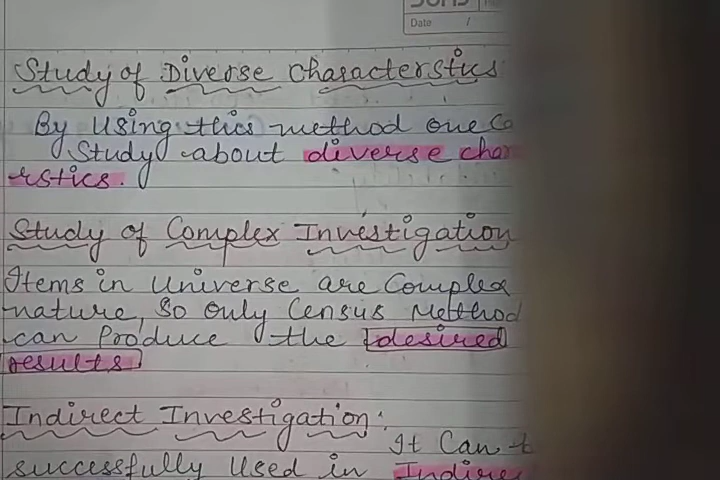 Date /
Study of Diverse Characterstics
By Using this method one
Study about diverse
rstics.
Study of Complex Investigation
Items in Universe are Complex
nature, So only Census Method
can Produce the desired
results
Indirect Investigation:
It Can
successfully Used in